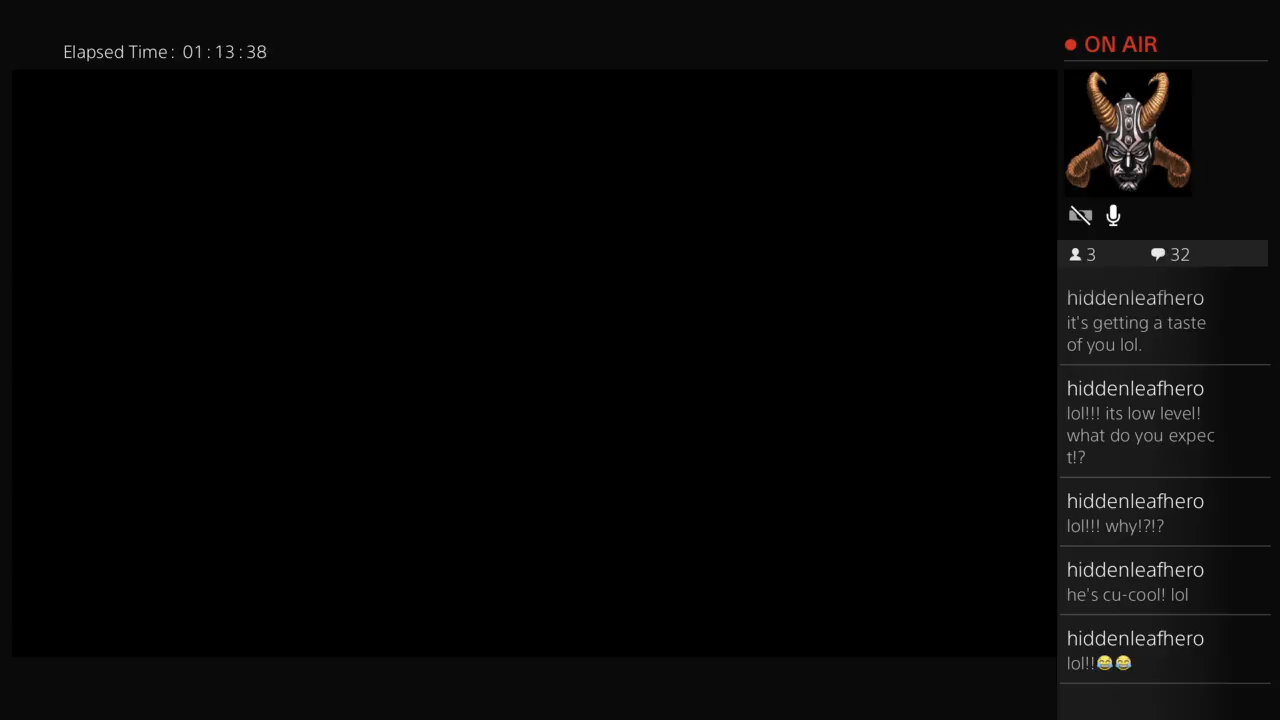 Elapsed Time: 01:13:38
ON AIR
3 32
hiddenleafhero
it's getting a taste
of you lol.
hiddenleafhero
lol!!! its low level!
what do you expec
t!?
hiddenleafhero
lol!!! why!?!?
hiddenleafhero
he's cu-cool! lol
hiddenleafhero
lol!!😂😂